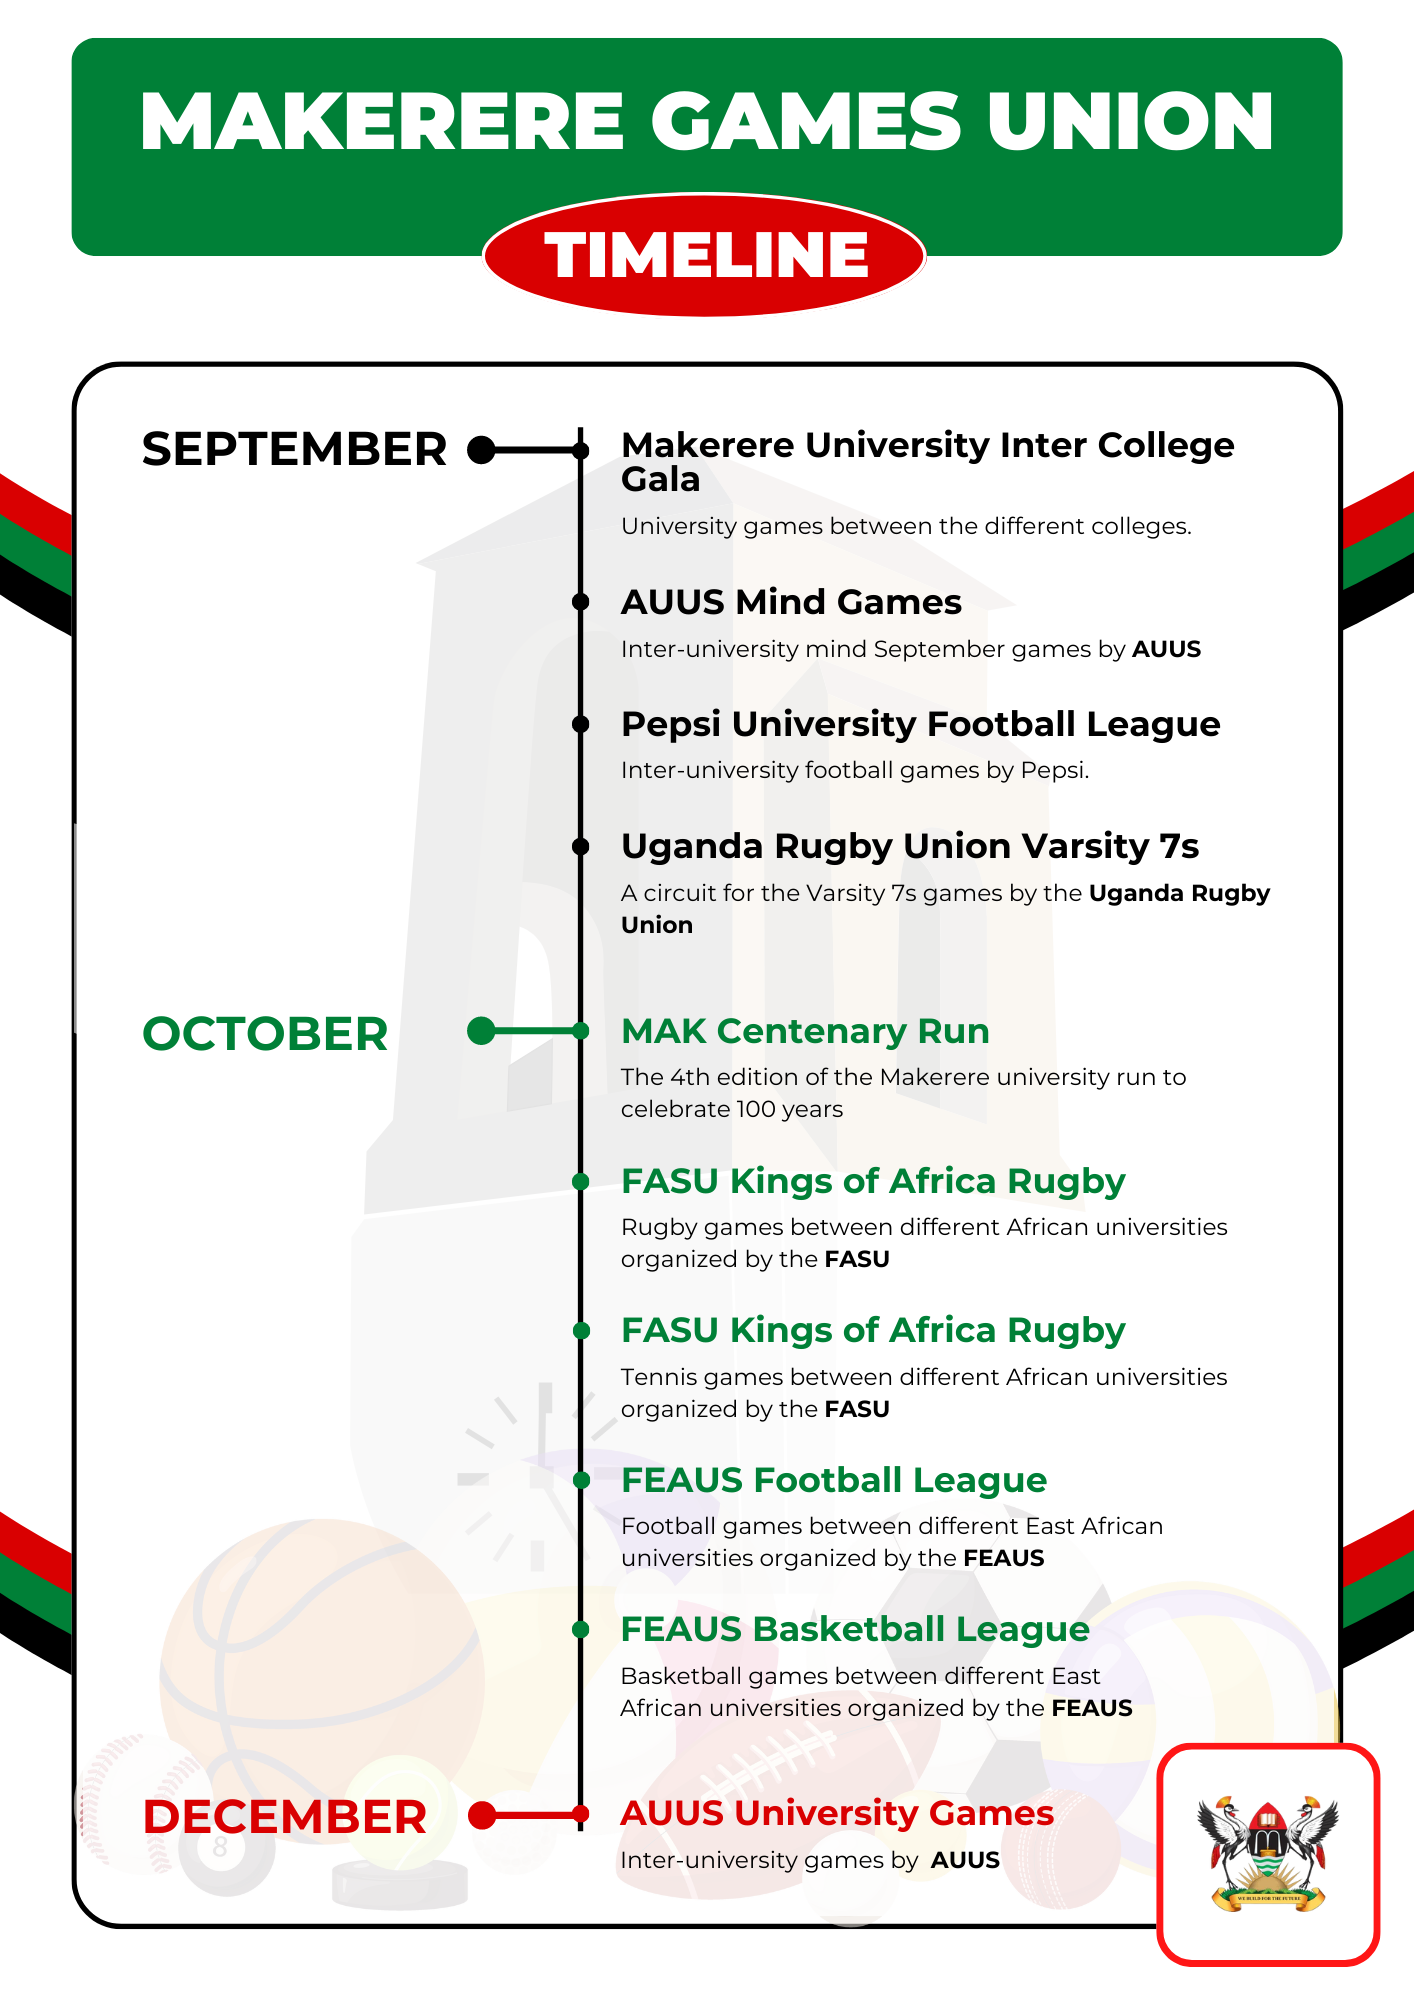 MAKERERE GAMES UNION
TIMELINE
SEPTEMBER
Makerere University Inter College
Gala
University games between the different colleges.
AUUS Mind Games
Inter-university mind September games by AUUS
Pepsi University Football League
Inter-university football games by Pepsi.
Uganda Rugby Union Varsity 7s
A circuit for the Varsity 7s games by the Uganda Rugby
Union
OCTOBER
MAK Centenary Run
The 4th edition of the Makerere university run to
celebrate 100 years
FASU Kings of Africa Rugby
Rugby games between different African universities
organized by the FASU
FASU Kings of Africa Rugby
Tennis games between different African universities
organized by the FASU
FEAUS Football League
Football games between different East African
universities organized by the FEAUS
FEAUS Basketball League
Basketball games between different East
African universities organized by the FEAUS
DECEMBER
8
AUUS University Games
Inter-university games by AUUS
WE BUILD FOR THE FUTURE